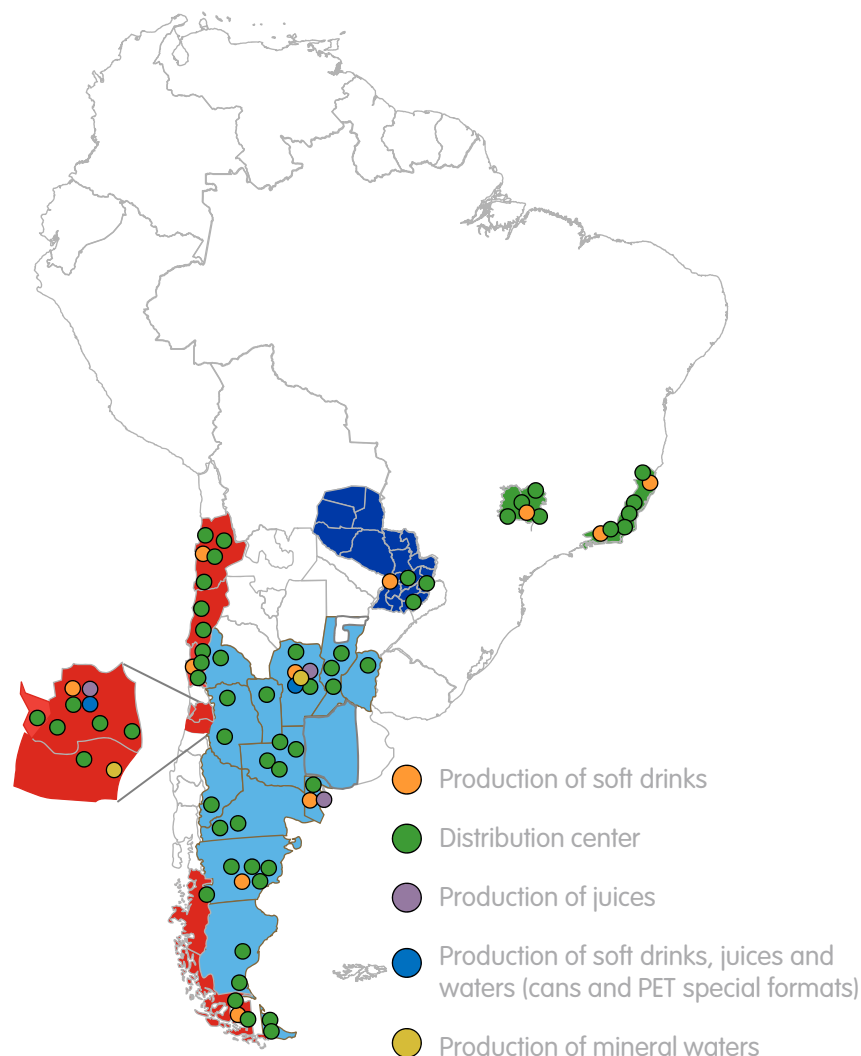 Production of soft drinks
Distribution center
Production of juices
Production of soft drinks, juices and
waters (cans and PET special formats)
Production of mineral waters